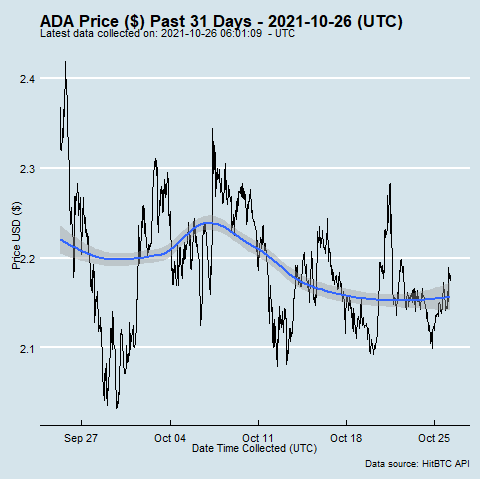 ADA Price ($) Past 31 Days - 2021-10-26 (UTC)
Latest data collected on: 2021-10-26 06:01:09 - UTC
Price USD ($)
2.4
2.3
2.2
2.1
Sep 27
Oct 04
Oct 11
Oct 18
Oct 25
Date Time Collected (UTC)
Data source: HitBTC API